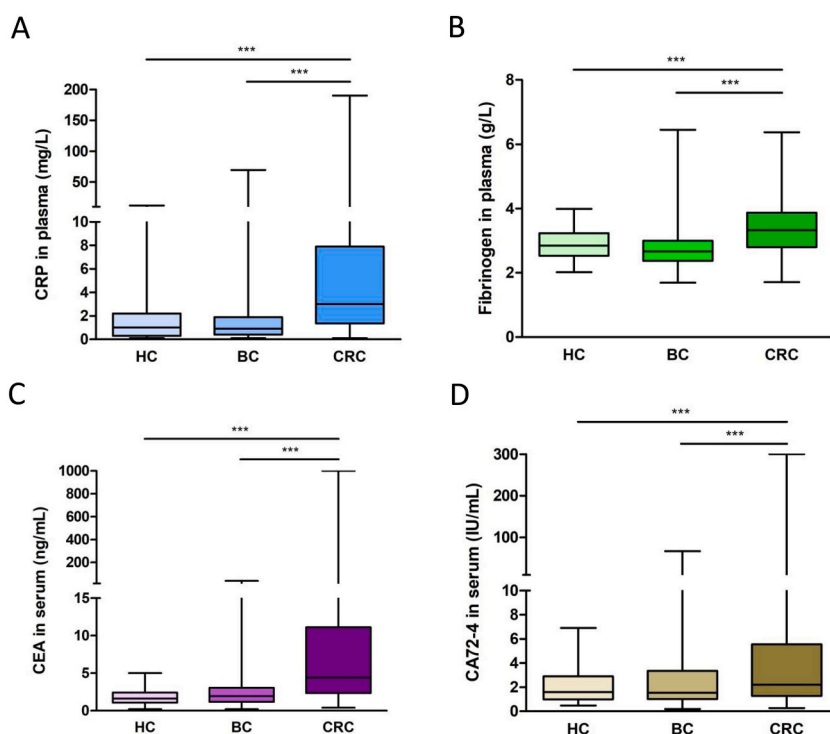 A
CRP in plasma (mg/L)
***
***
200
150
100
50
10
8
6
4
2
0
HC
BC
CRC
B
Fibrinogen in plasma (g/L)
***
***
8
6
4
2
0
HC
BC
CRC
C
CEA in serum (ng/mL)
***
***
1000
800
600
400
200
15
10
5
0
HC
BC
CRC
D
CA72-4 in serum (IU/mL)
***
***
300
200
100
10
8
6
4
2
0
HC
BC
CRC